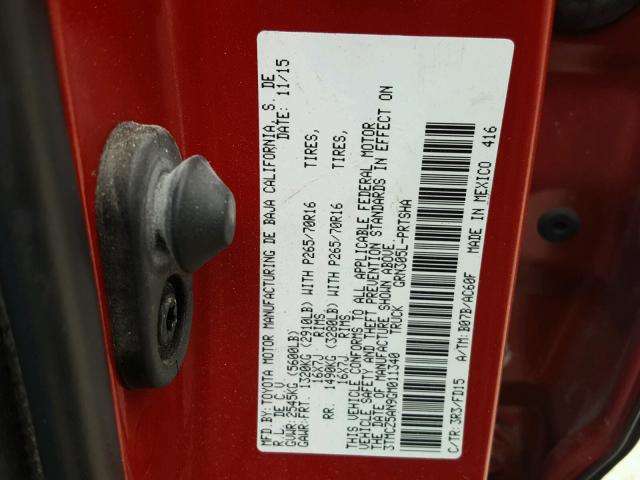 MFD.BY:TOYOTA MOTOR MANUFACTURING DE BAJA CALIFORNIA S. DE
R.L. DE C.V. DATE: 11/15
GVWR: 2545KG (5600LB)
GAWR: FRT. 1320KG (2910LB) WITH P265/70R16 TIRES,
16X7J RIMS,
RR. 1490KG (3280LB) WITH P265/70R16 TIRES,
16X7J RIMS,
THIS VEHICLE CONFORMS TO ALL APPLICABLE FEDERAL MOTOR
VEHICLE SAFETY AND THEFT PREVENTION STANDARDS IN EFFECT ON
THE DATE OF MANUFACTURE SHOWN ABOVE.
3TMCZ5AN9GM011340 TRUCK GRN305L-PRTSHA
C/TR:3R3/FD15 A/TM:B07B/AC60F MADE IN MEXICO 416